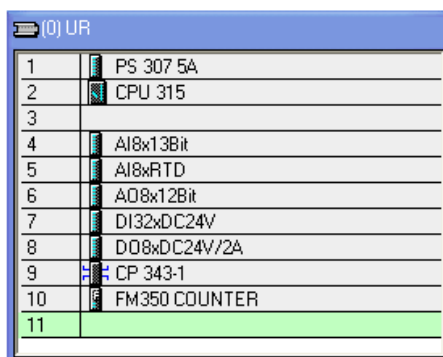 (0) UR
1 PS 307 5A
2 CPU 315
3
4 AI8x13Bit
5 AI8xRTD
6 AO8x12Bit
7 DI32xDC24V
8 DO8xDC24V/2A
9 CP 343-1
10 FM350 COUNTER
11